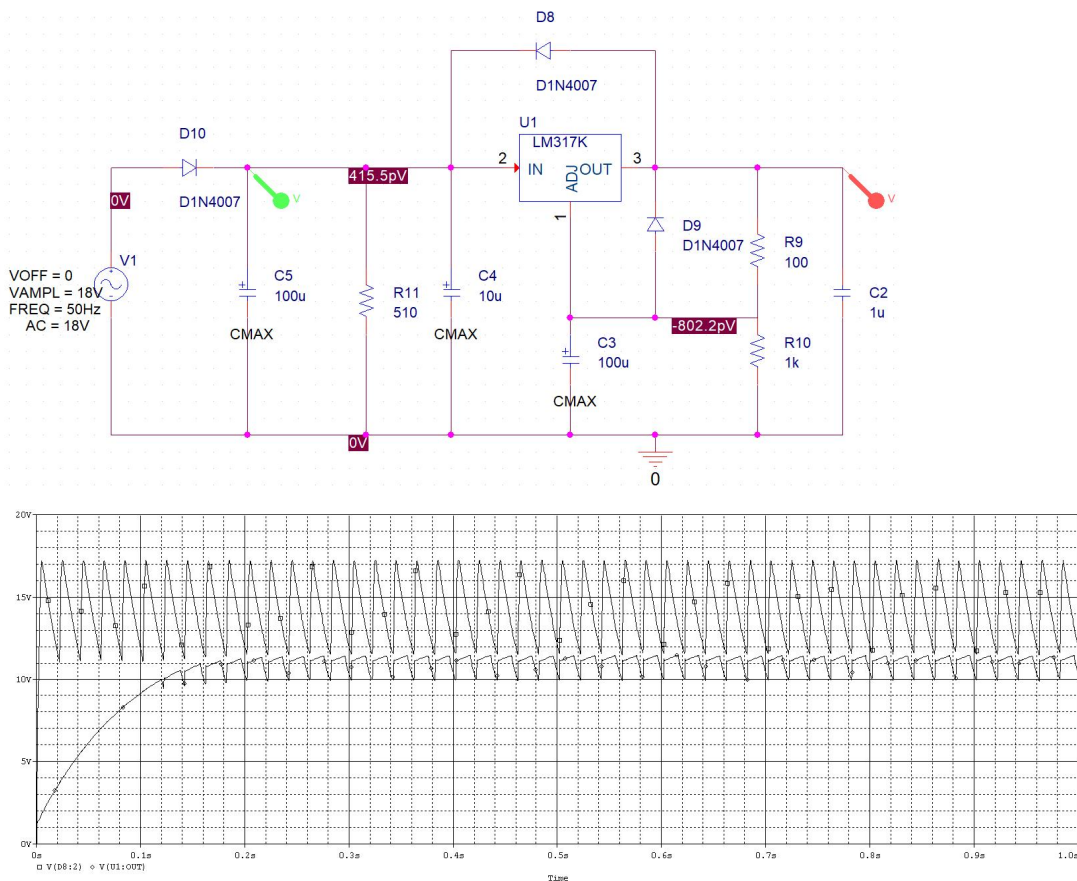 D8
D1N4007
U1
LM317K
2
IN
OUT
3
ADJ
1
D10
D1N4007
415.5pV
0V
V
V
D9
D1N4007
R9
100
V1
VOFF = 0
VAMPL = 18V
FREQ = 50Hz
AC = 18V
C5
100u
CMAX
R11
510
C4
10u
C2
1u
-802.2pV
C3
100u
CMAX
R10
1k
0V
0
20V
15V
10V
5V
0V
0s
0.1s
0.2s
0.3s
0.4s
0.5s
0.6s
0.7s
0.8s
0.9s
1.0s
V(D8:2)
V(U1:OUT)
Time